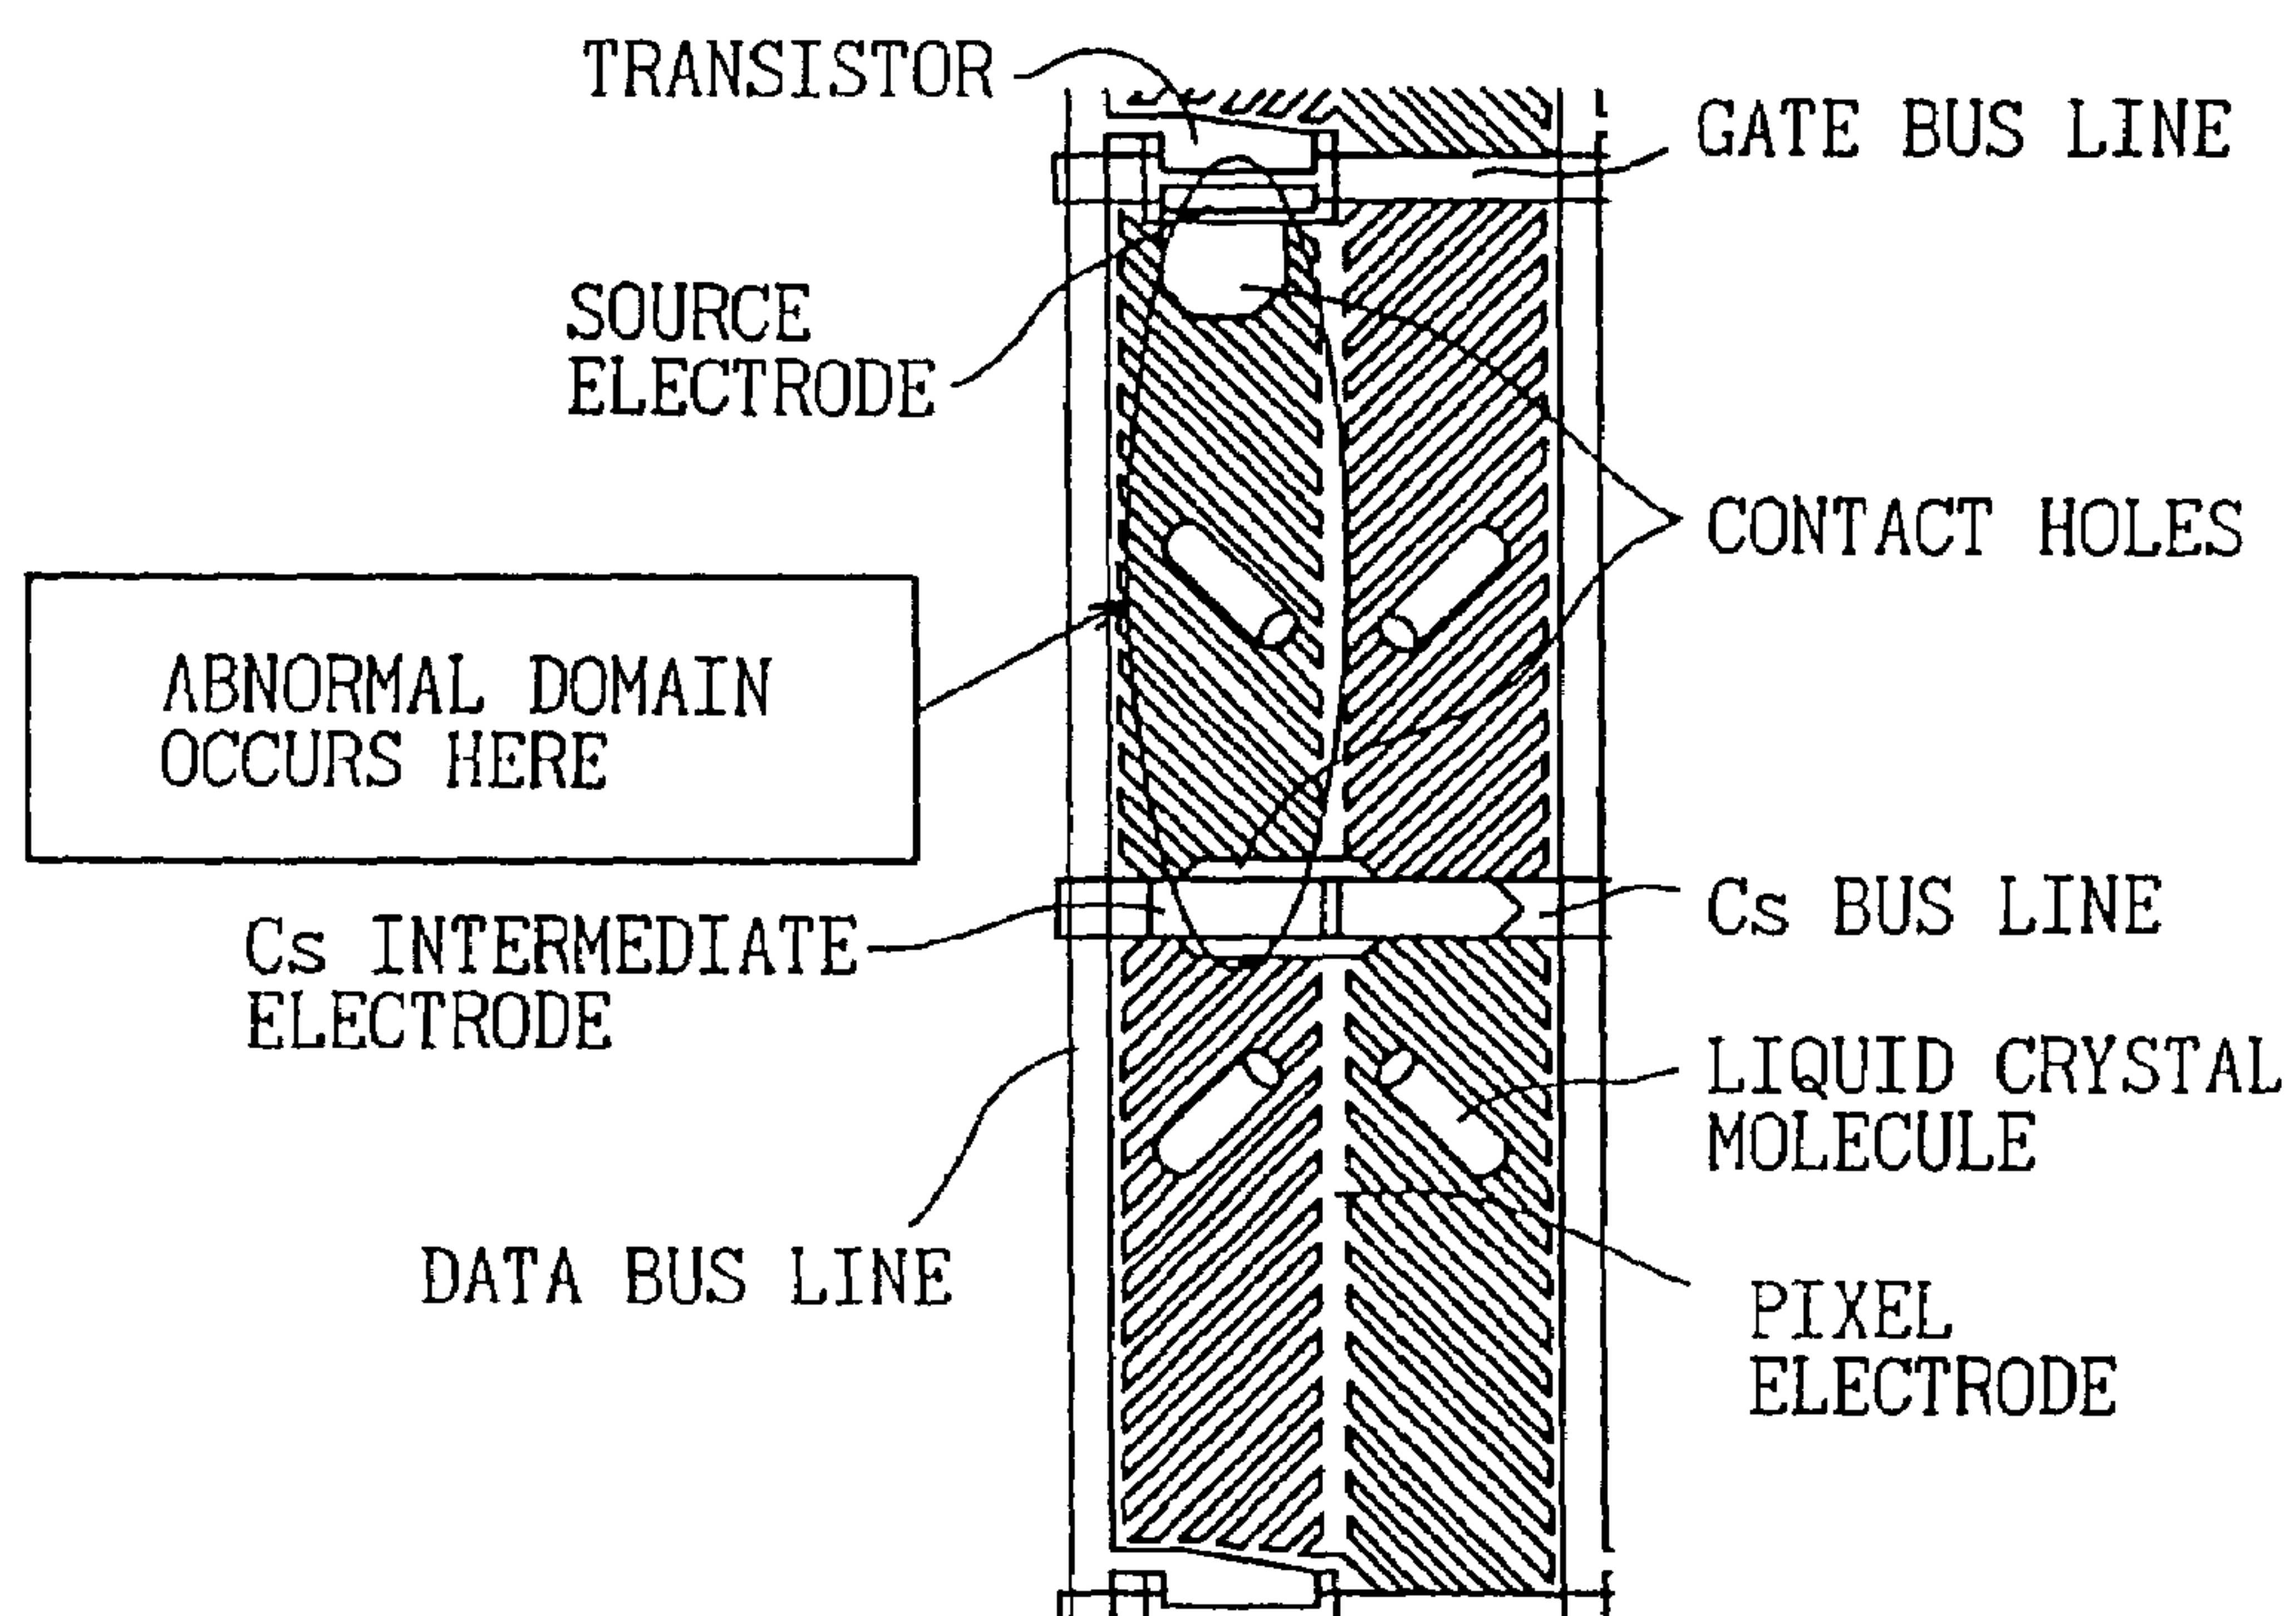 TRANSISTOR
GATE BUS LINE
SOURCE
ELECTRODE
CONTACT HOLES
ABNORMAL DOMAIN
OCCURS HERE
Cs BUS LINE
Cs INTERMEDIATE
ELECTRODE
LIQUID CRYSTAL
MOLECULE
DATA BUS LINE
PIXEL
ELECTRODE